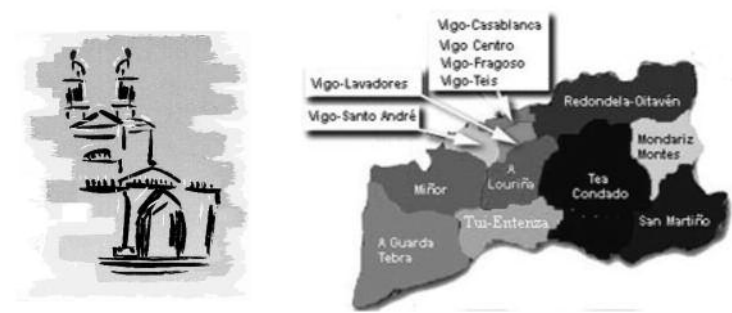 Vigo-Casablanca
Vigo Centro
Vigo-Fragoso
Vigo-Teis
Vigo-Lavadores
Vigo-Santo André
Redondela-Oitavén
Mondariz
Montes
A
Louriña
Tea
Condado
Miñor
San Martiño
Tui-Entenza
A Guarda
Tebra